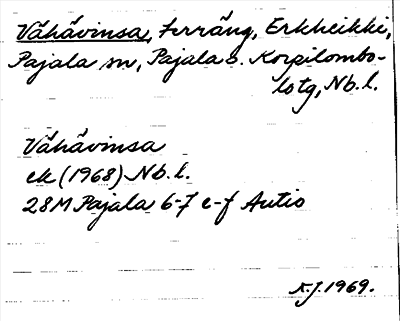 Vähävinsa, terräng, Erkheikki,
Pajala sn, Pajala o. Korpilombo-
lo tg, Nb. l.
Vähävinsa
ek (1968) Nb. l.
28M Pajala 6-7 e-f Autio
K.J. 1969.